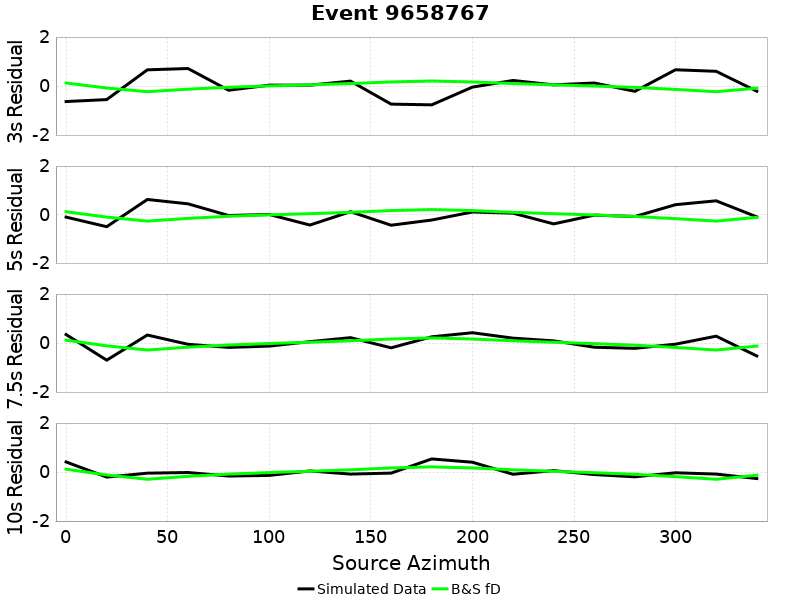 Event 9658767
3s Residual
2
0
-2
5s Residual
2
0
-2
7.5s Residual
2
0
-2
10s Residual
2
0
-2
0 50 100 150 200 250 300
Source Azimuth
Simulated Data B&S fD